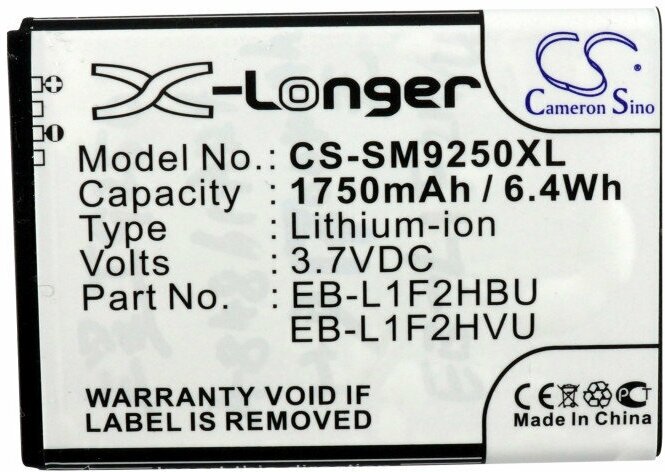 X-Longer
CS
Cameron Sino
Model No.: CS-SM9250XL
Capacity : 1750mAh / 6.4Wh
Type : Lithium-ion
Volts : 3.7VDC
Part No. : EB-L1F2HBU
EB-L1F2HVU
WARRANTY VOID IF
LABEL IS REMOVED
CE
Made In China